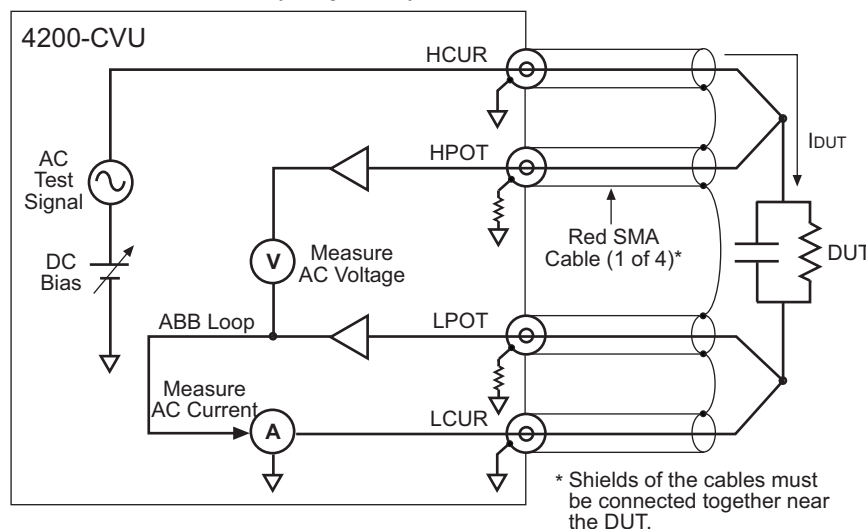 4200-CVU
HCUR
HPOT
IDUT
AC
Test
Signal
V
Measure
AC Voltage
Red SMA
Cable (1 of 4)*
DUT
DC
Bias
ABB Loop
LPOT
Measure
AC Current
A
LCUR
* Shields of the cables must
be connected together near
the DUT.